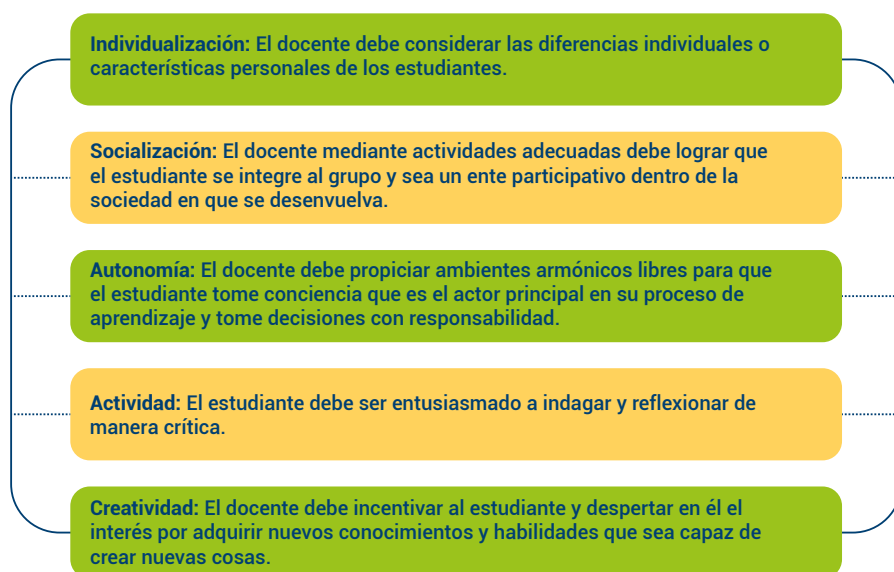 Individualización: El docente debe considerar las diferencias individuales o
características personales de los estudiantes.
Socialización: El docente mediante actividades adecuadas debe lograr que
el estudiante se integre al grupo y sea un ente participativo dentro de la
sociedad en que se desenvuelva.
Autonomía: El docente debe propiciar ambientes armónicos libres para que
el estudiante tome conciencia que es el actor principal en su proceso de
aprendizaje y tome decisiones con responsabilidad.
Actividad: El estudiante debe ser entusiasmado a indagar y reflexionar de
manera crítica.
Creatividad: El docente debe incentivar al estudiante y despertar en él el
interés por adquirir nuevos conocimientos y habilidades que sea capaz de
crear nuevas cosas.